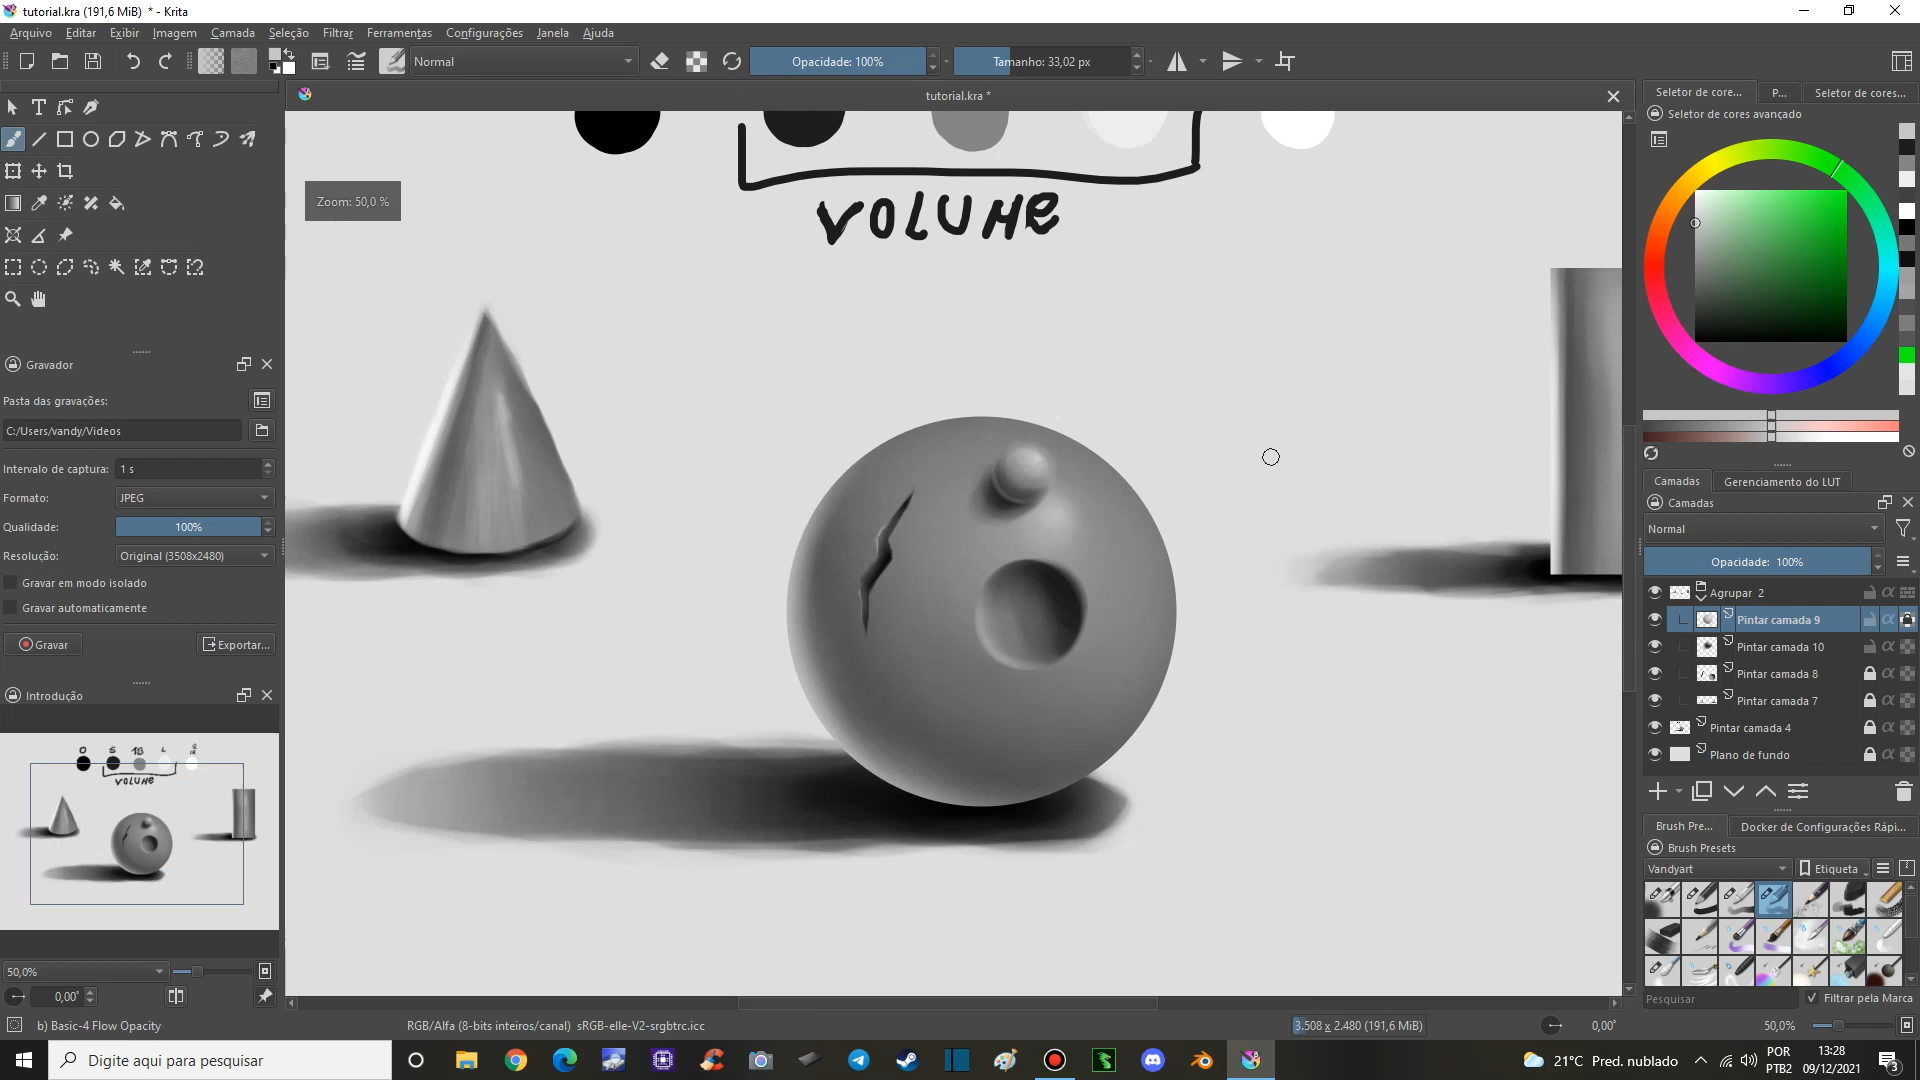 tutorial.kra (191,6 MiB) * - Krita
Arquivo Editar Exibir Imagem Camada Seleção Filtrar Ferramentas Configurações Janela Ajuda
Normal
Opacidade: 100%
Tamanho: 33,02 px
tutorial.kra *
Seletor de core... P... Seletor de cores...
Seletor de cores avançado
Zoom: 50,0 %
VOLUME
Gravador
Pasta das gravações:
C:/Users/vandy/Videos
Intervalo de captura: 1 s
Formato: JPEG
Qualidade: 100%
Resolução: Original (3508x2480)
Gravar em modo isolado
Gravar automaticamente
Gravar Exportar...
Introdução
VOLUME
50,0%
0,00°
Camadas Gerenciamento do LUT
Camadas
Normal
Opacidade: 100%
Agrupar 2
Pintar camada 9
Pintar camada 10
Pintar camada 8
Pintar camada 7
Pintar camada 4
Plano de fundo
Brush Pre... Docker de Configurações Rápi...
Brush Presets
Vandyart Etiqueta
Pesquisar Filtrar pela Marca
b) Basic-4 Flow Opacity
RGB/Alfa (8-bits inteiros/canal) sRGB-elle-V2-srgbtrc.icc
3.508 x 2.480 (191,6 MiB)
0,00°
50,0%
Digite aqui para pesquisar
21°C Pred. nublado
POR
PTB2
13:28
09/12/2021
3